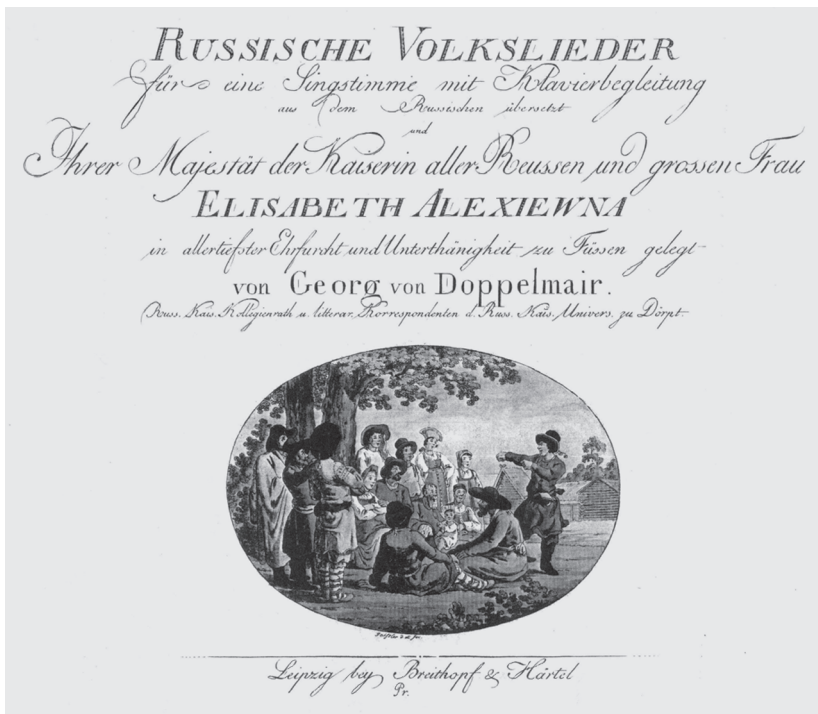 RUSSISCHE VOLKSLIEDER
für eine Singstimme mit Klavierbegleitung
aus dem Russischen übersetzt
und
Ihrer Majestät der Kaiserin aller Reussen und grossen Frau
ELISABETH ALEXIEWNA
in allertiefster Ehrfurcht und Unterthänigkeit zu Füssen gelegt
von Georg von Doppelmair.
(Russ. Kais. Kollegienrath u. litterar. Korrespondenten d. Russ. Kais. Univers. zu Dörpt.
Leipzig bey Breitkopf & Härtel
Pr.